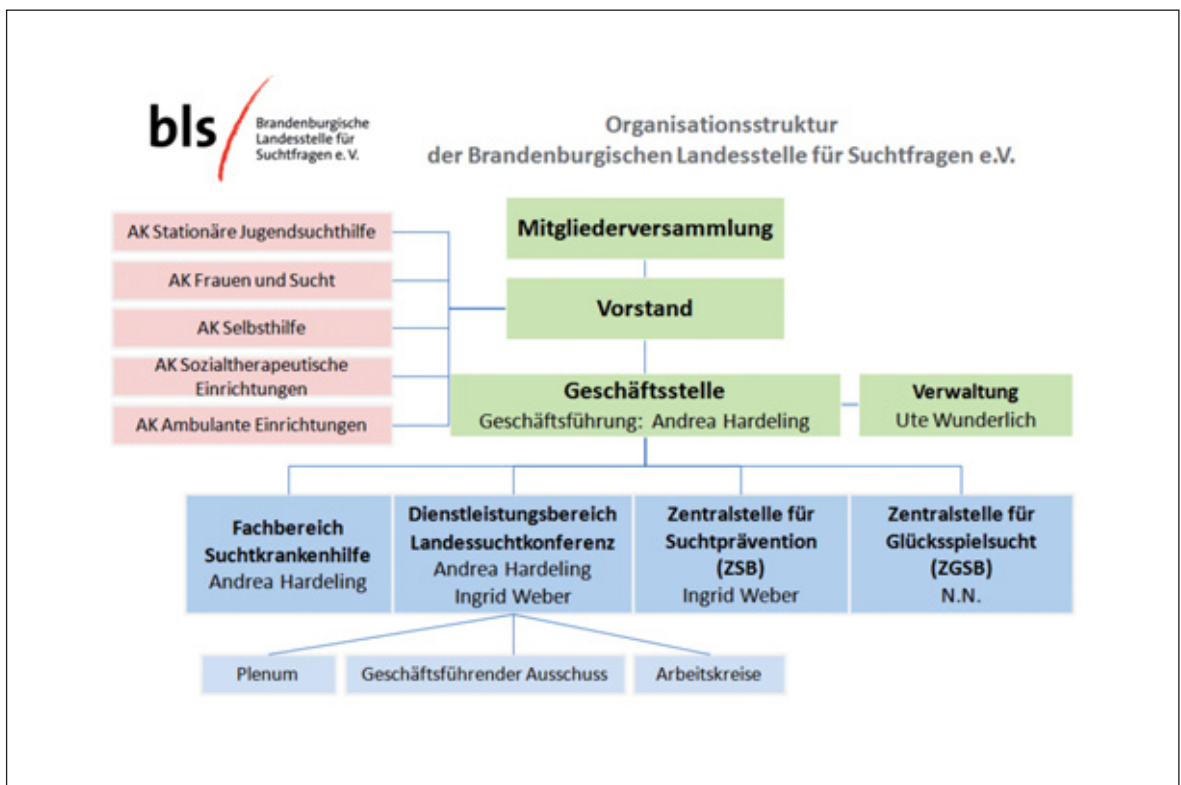 bls
Brandenburgische
Landesstelle für
Suchtfragen e. V.
Organisationsstruktur
der Brandenburgischen Landesstelle für Suchtfragen e.V.
AK Stationäre Jugendsuchthilfe
AK Frauen und Sucht
AK Selbsthilfe
AK Sozialtherapeutische
Einrichtungen
AK Ambulante Einrichtungen
Mitgliederversammlung
Vorstand
Geschäftsstelle
Geschäftsführung: Andrea Hardeling
Verwaltung
Ute Wunderlich
Fachbereich
Suchtkrankenhilfe
Andrea Hardeling
Dienstleistungsbereich
Landessuchtkonferenz
Andrea Hardeling
Ingrid Weber
Zentralstelle für
Suchtprävention
(ZSB)
Ingrid Weber
Zentralstelle für
Glücksspielsucht
(ZGSB)
N.N.
Plenum
Geschäftsführender Ausschuss
Arbeitskreise